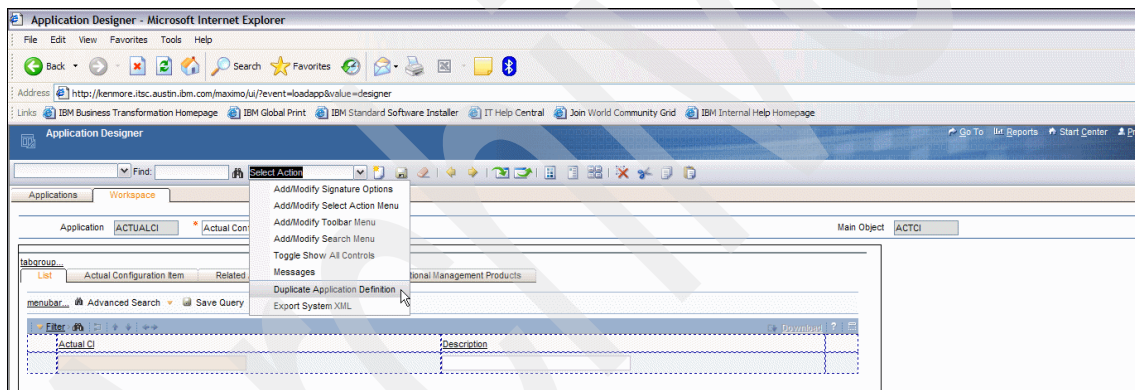 Application Designer - Microsoft Internet Explorer
File Edit View Favorites Tools Help
Back Search Favorites
Address http://kenmore.itsc.austin.ibm.com/maximo/ui/?event=loadapp&value=designer
Links IBM Business Transformation Homepage IBM Global Print IBM Standard Software Installer IT Help Central Join World Community Grid IBM Internal Help Homepage
Application Designer Go To Reports Start Center Pr
Find: Select Action
Add/Modify Signature Options
Add/Modify Select Action Menu
Add/Modify Toolbar Menu
Add/Modify Search Menu
Toggle Show All Controls
Messages
Duplicate Application Definition
Export System XML
Applications Workspace
Application ACTUALCI * Actual Con Main Object ACTCI
tabgroup...
List Actual Configuration Item Related tional Management Products
menubar... Advanced Search Save Query
Filter Download ?
Actual CI Description